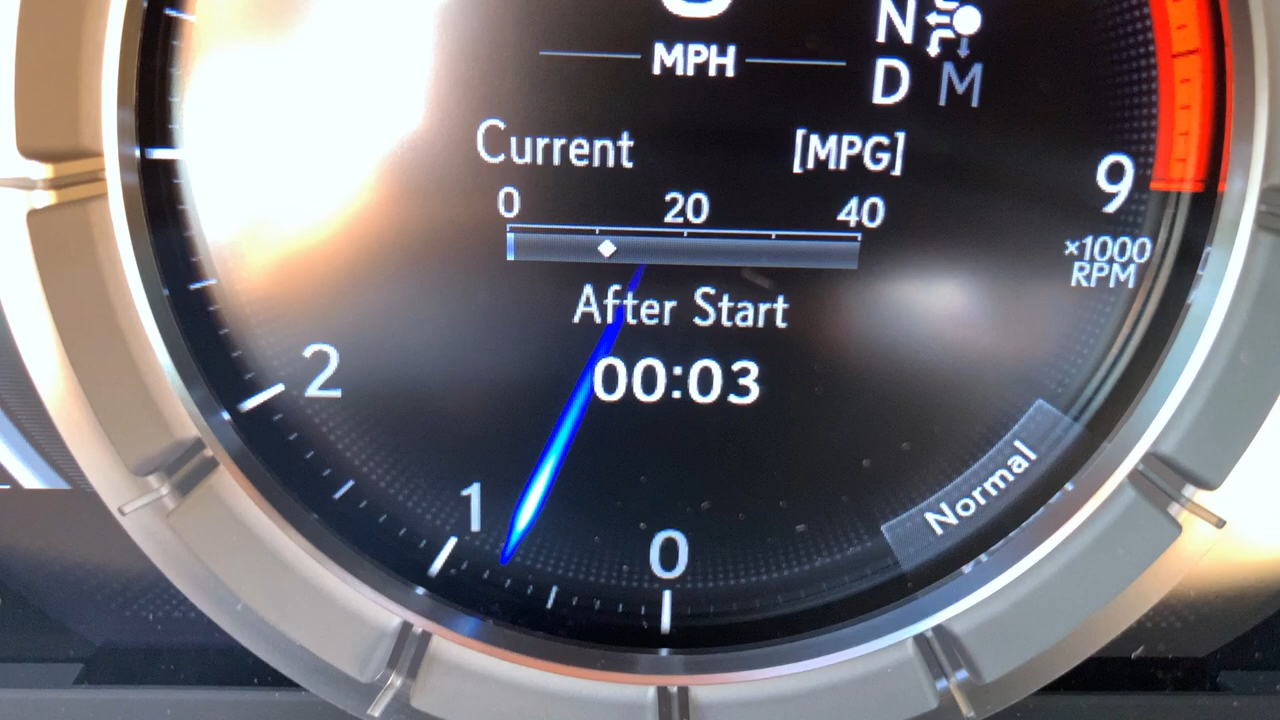 N
MPH
D M
Current [MPG]
0 20 40
9
×1000
RPM
After Start
00:03
2
1
0
Normal